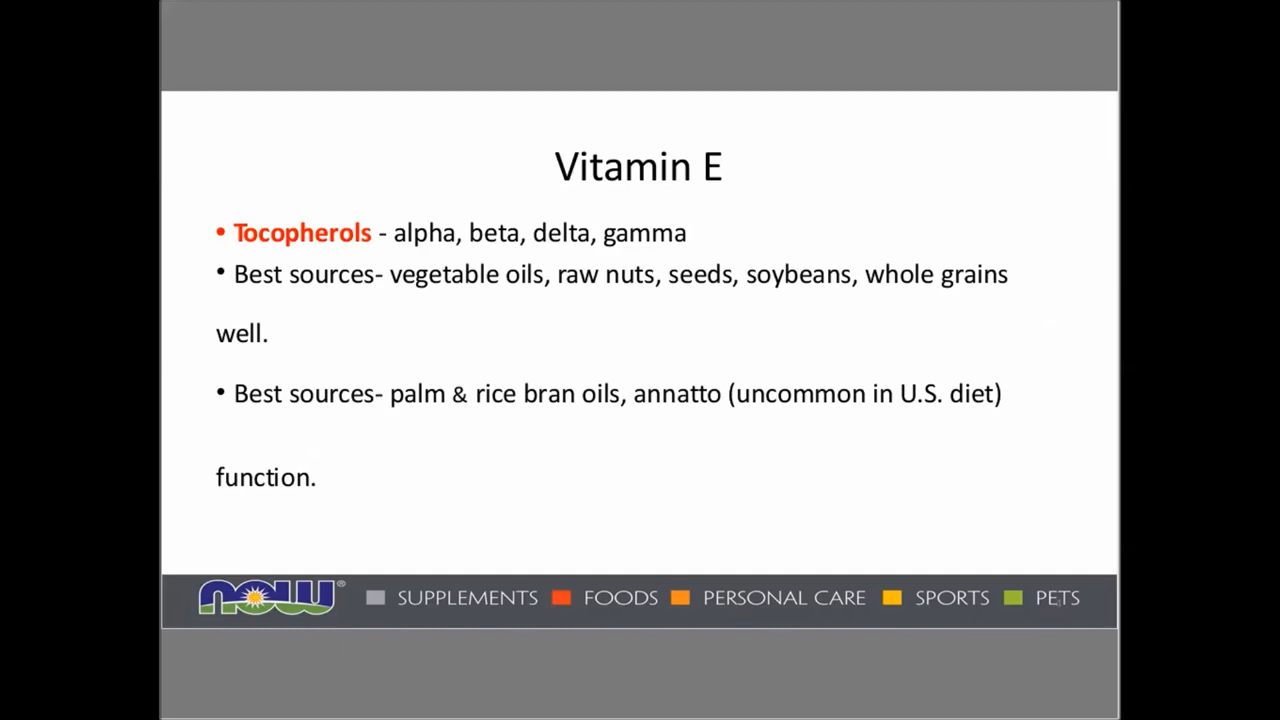 Vitamin E
• Tocopherols - alpha, beta, delta, gamma
• Best sources- vegetable oils, raw nuts, seeds, soybeans, whole grains
well.
• Best sources- palm & rice bran oils, annatto (uncommon in U.S. diet)
function.
now® SUPPLEMENTS FOODS PERSONAL CARE SPORTS PETS